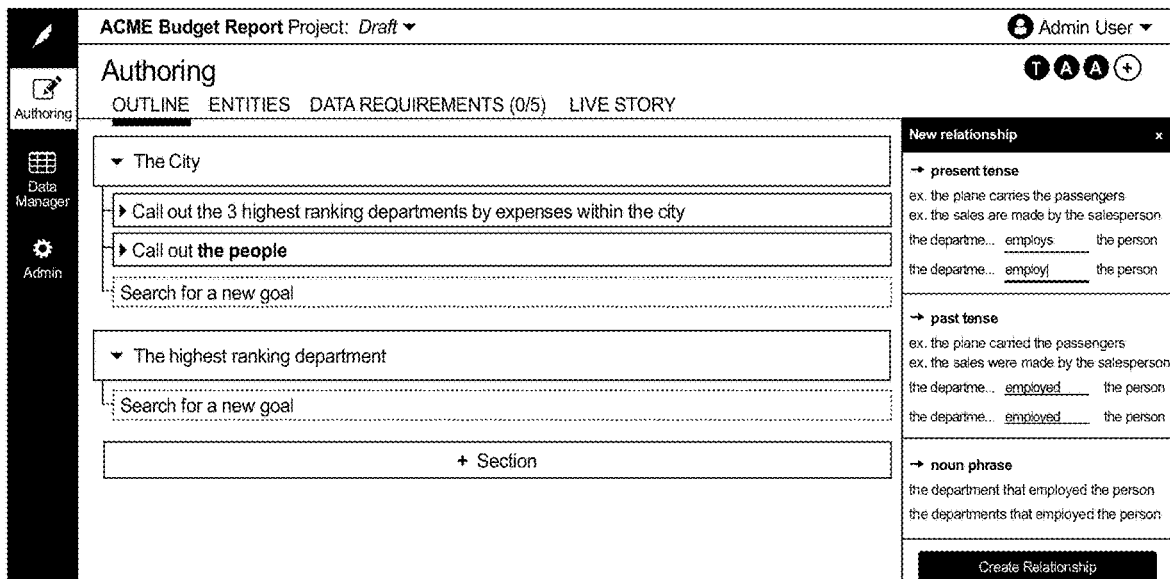 ACME Budget Report Project: Draft
Admin User
Authoring
T A A +
Authoring
OUTLINE ENTITIES DATA REQUIREMENTS (0/5) LIVE STORY
Data
Manager
Admin
The City
Call out the 3 highest ranking departments by expenses within the city
Call out the people
Search for a new goal
The highest ranking department
Search for a new goal
+ Section
New relationship x
→ present tense
ex. the plane carries the passengers
ex. the sales are made by the salesperson
the departme... employs the person
the departme... employ the person
→ past tense
ex. the plane carried the passengers
ex. the sales were made by the salesperson
the departme... employed the person
the departme... employed the person
→ noun phrase
the department that employed the person
the departments that employed the person
Create Relationship